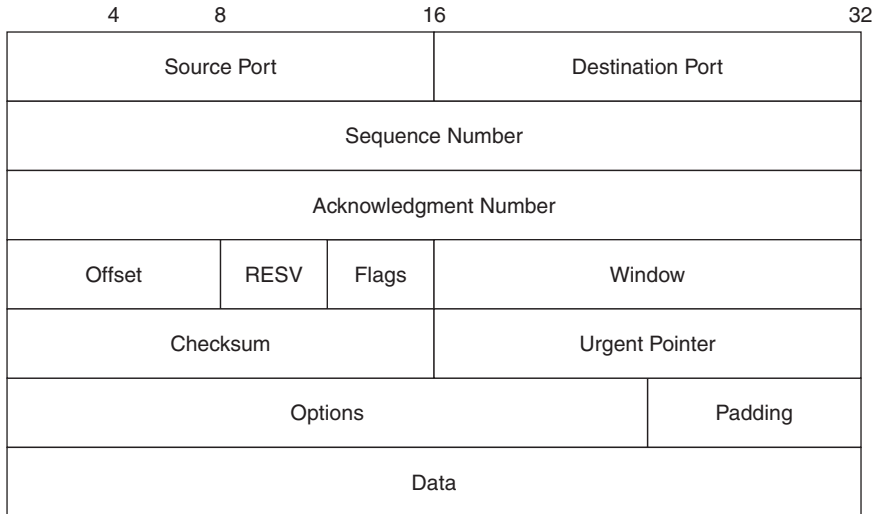 4 8 16 32
Source Port Destination Port
Sequence Number
Acknowledgment Number
Offset RESV Flags Window
Checksum Urgent Pointer
Options Padding
Data